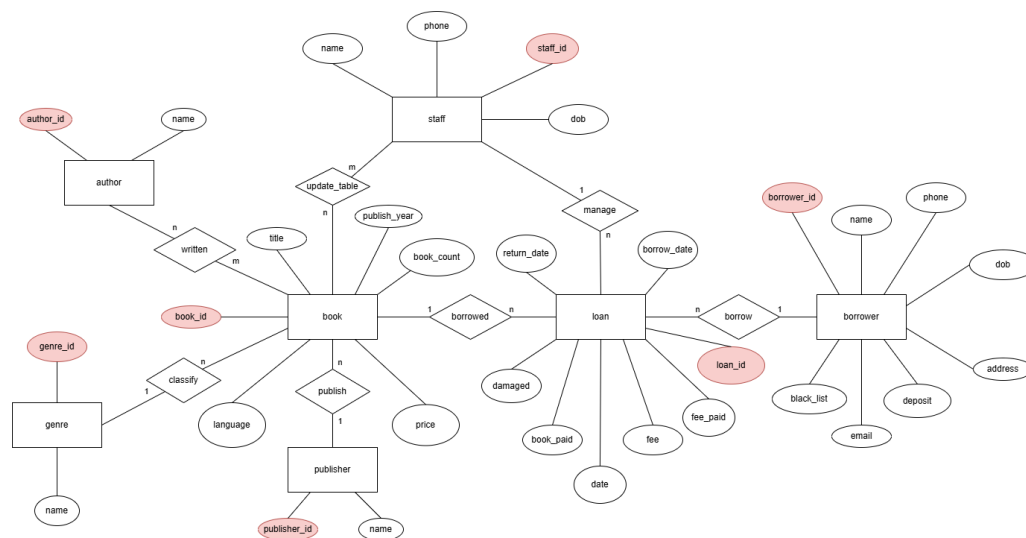 phone
name
staff_id
staff
dob
author_id
name
author
m
update_table
n
1
manage
n
borrower_id
name
phone
dob
n
written
m
title
publish_year
book_count
return_date
borrow_date
book_id
book
1
borrowed
n
loan
n
borrow
1
borrower
genre_id
n
classify
1
n
publish
1
damaged
loan_id
address
black_list
deposit
email
genre
language
price
book_paid
fee
fee_paid
date
publisher
name
publisher_id
name